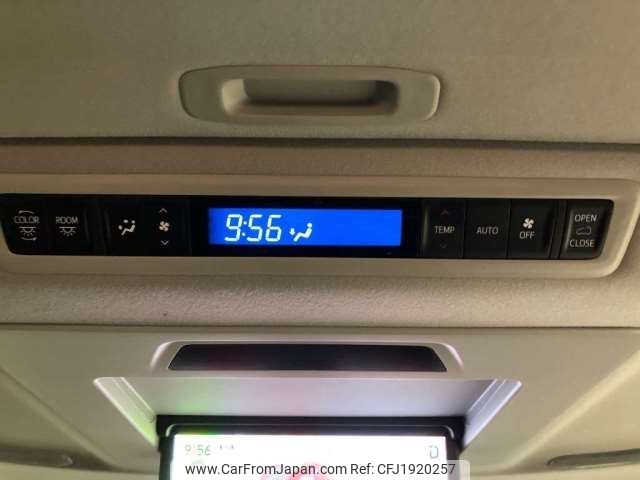 COLOR
ROOM
9:56
TEMP
AUTO
OFF
OPEN
CLOSE
9:56
www.CarFromJapan.com Ref: CFJ1920257